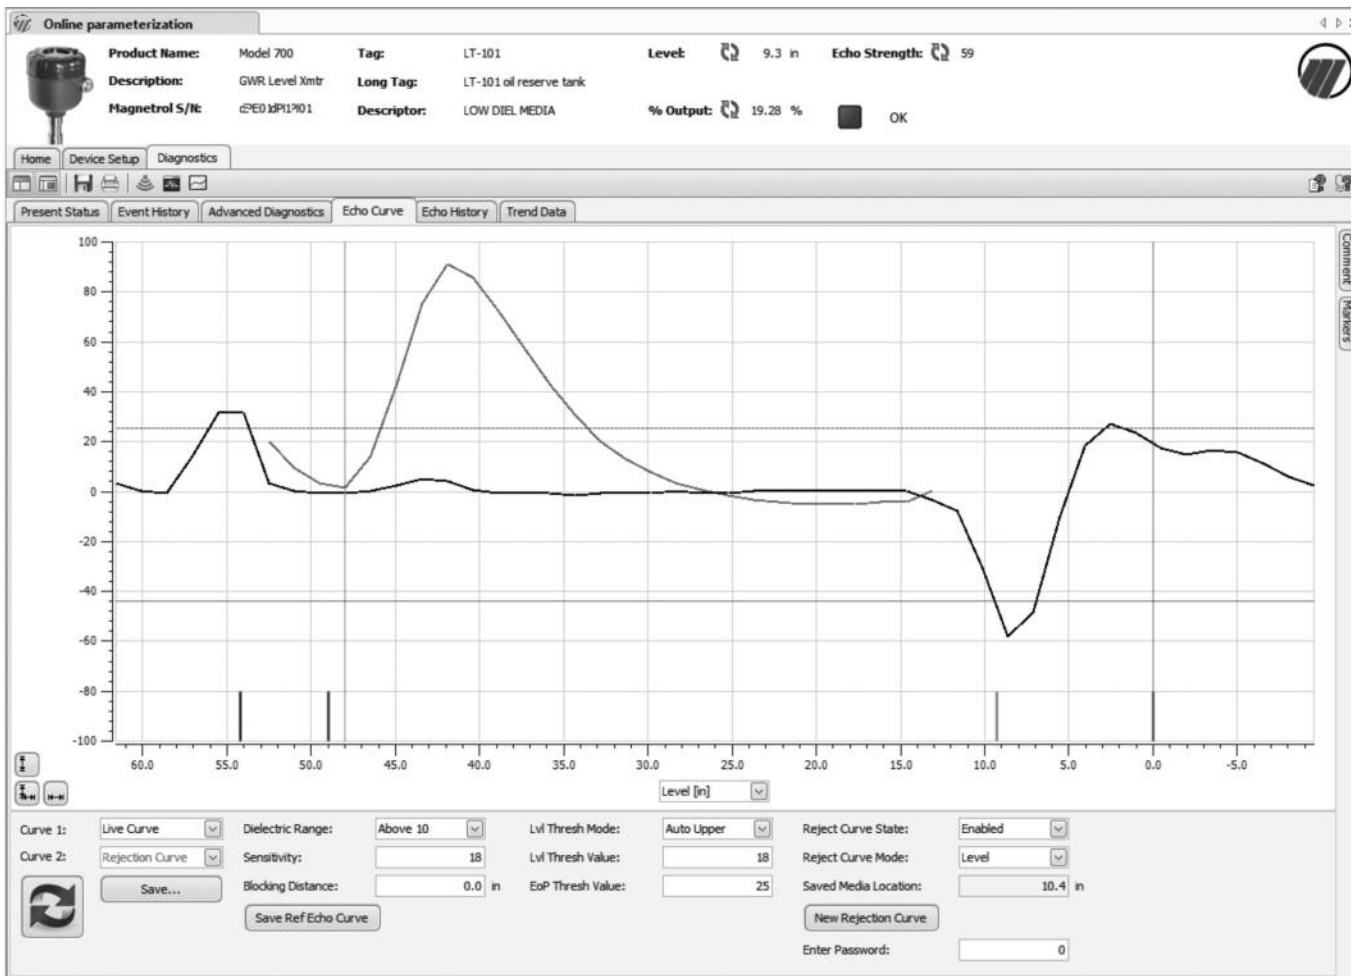 Online parameterization
Product Name: Model 700 Tag: LT-101 Level: 9.3 in Echo Strength: 59
Description: GWR Level Xmtr Long Tag: LT-101 oil reserve tank
Magnetrol S/N: Descriptor: LOW DIEL MEDIA % Output: 19.28 % OK
Home Device Setup Diagnostics
Present Status Event History Advanced Diagnostics Echo Curve Echo History Trend Data
Comment
Markers
100
80
60
40
20
0
-20
-40
-60
-80
-100
60.0 55.0 50.0 45.0 40.0 35.0 30.0 25.0 20.0 15.0 10.0 5.0 0.0 -5.0
Level [in]
Curve 1: Live Curve Dielectric Range: Above 10 Lvl Thresh Mode: Auto Upper Reject Curve State: Enabled
Curve 2: Rejection Curve Sensitivity: 18 Lvl Thresh Value: 18 Reject Curve Mode: Level
Save... Blocking Distance: 0.0 in EoP Thresh Value: 25 Saved Media Location: 10.4 in
Save Ref Echo Curve New Rejection Curve
Enter Password: 0